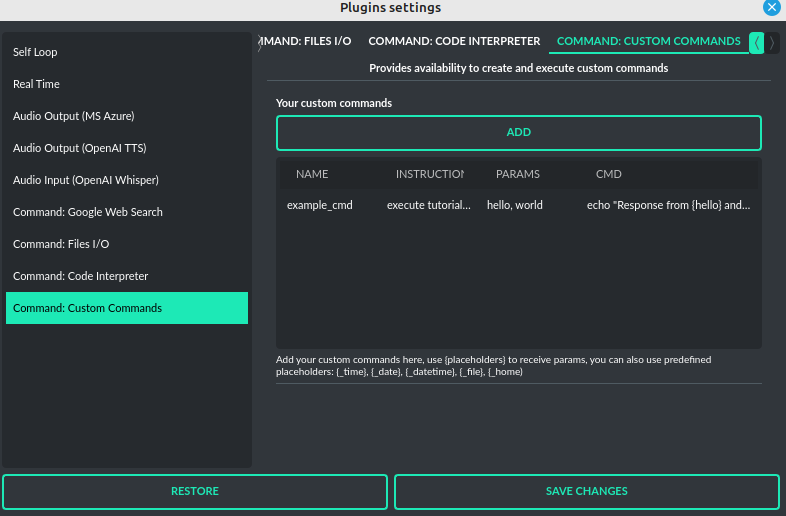 Plugins settings
Self Loop
Real Time
Audio Output (MS Azure)
Audio Output (OpenAI TTS)
Audio Input (OpenAI Whisper)
Command: Google Web Search
Command: Files I/O
Command: Code Interpreter
Command: Custom Commands
MAND: FILES I/O COMMAND: CODE INTERPRETER COMMAND: CUSTOM COMMANDS
Provides availability to create and execute custom commands
Your custom commands
ADD
NAME INSTRUCTION PARAMS CMD
example_cmd execute tutorial... hello, world echo "Response from {hello} and...
Add your custom commands here, use {placeholders} to receive params, you can also use predefined
placeholders: {_time}, {_date}, {_datetime}, {_file}, {_home)
RESTORE SAVE CHANGES